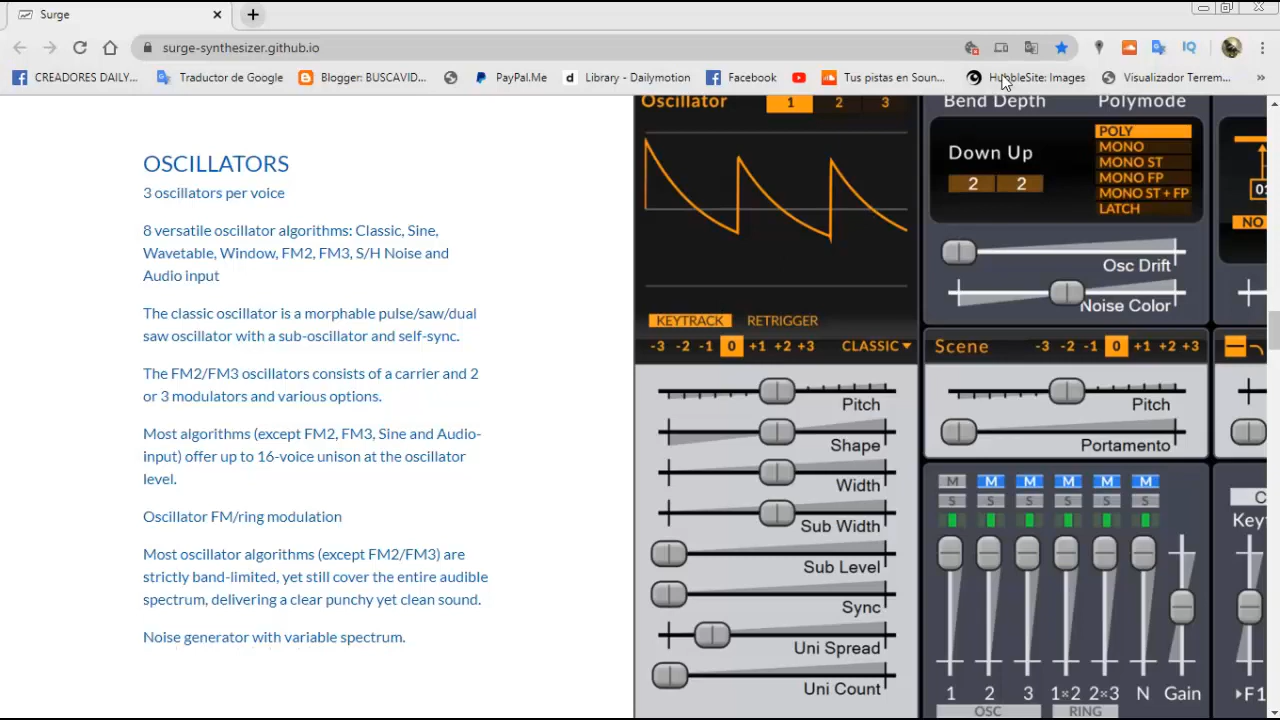 Surge
surge-synthesizer.github.io
CREADORES DAILY...
Traductor de Google
Blogger: BUSCAVID...
PayPal.Me
d Library - Dailymotion
Facebook
Tus pistas en Soun...
HubbleSite: Images
Visualizador Terrem...
OSCILLATORS
3 oscillators per voice
8 versatile oscillator algorithms: Classic, Sine,
Wavetable, Window, FM2, FM3, S/H Noise and
Audio input
The classic oscillator is a morphable pulse/saw/dual
saw oscillator with a sub-oscillator and self-sync.
The FM2/FM3 oscillators consists of a carrier and 2
or 3 modulators and various options.
Most algorithms (except FM2, FM3, Sine and Audio-
input) offer up to 16-voice unison at the oscillator
level.
Oscillator FM/ring modulation
Most oscillator algorithms (except FM2/FM3) are
strictly band-limited, yet still cover the entire audible
spectrum, delivering a clear punchy yet clean sound.
Noise generator with variable spectrum.
Oscillator 1 2 3
KEYTRACK RETRIGGER
-3 -2 -1 0 +1 +2 +3 CLASSIC
Pitch
Shape
Width
Sub Width
Sub Level
Sync
Uni Spread
Uni Count
Bend Depth Polymode
Down Up
2 2
POLY
MONO
MONO ST
MONO FP
MONO ST + FP
LATCH
Osc Drift
Noise Color
Scene -3 -2 -1 0 +1 +2 +3
Pitch
Portamento
M M M M M M
S S S S S S
1 2 3 1×2 2×3 N Gain
OSC RING
NO
C
Key
F1
IQ